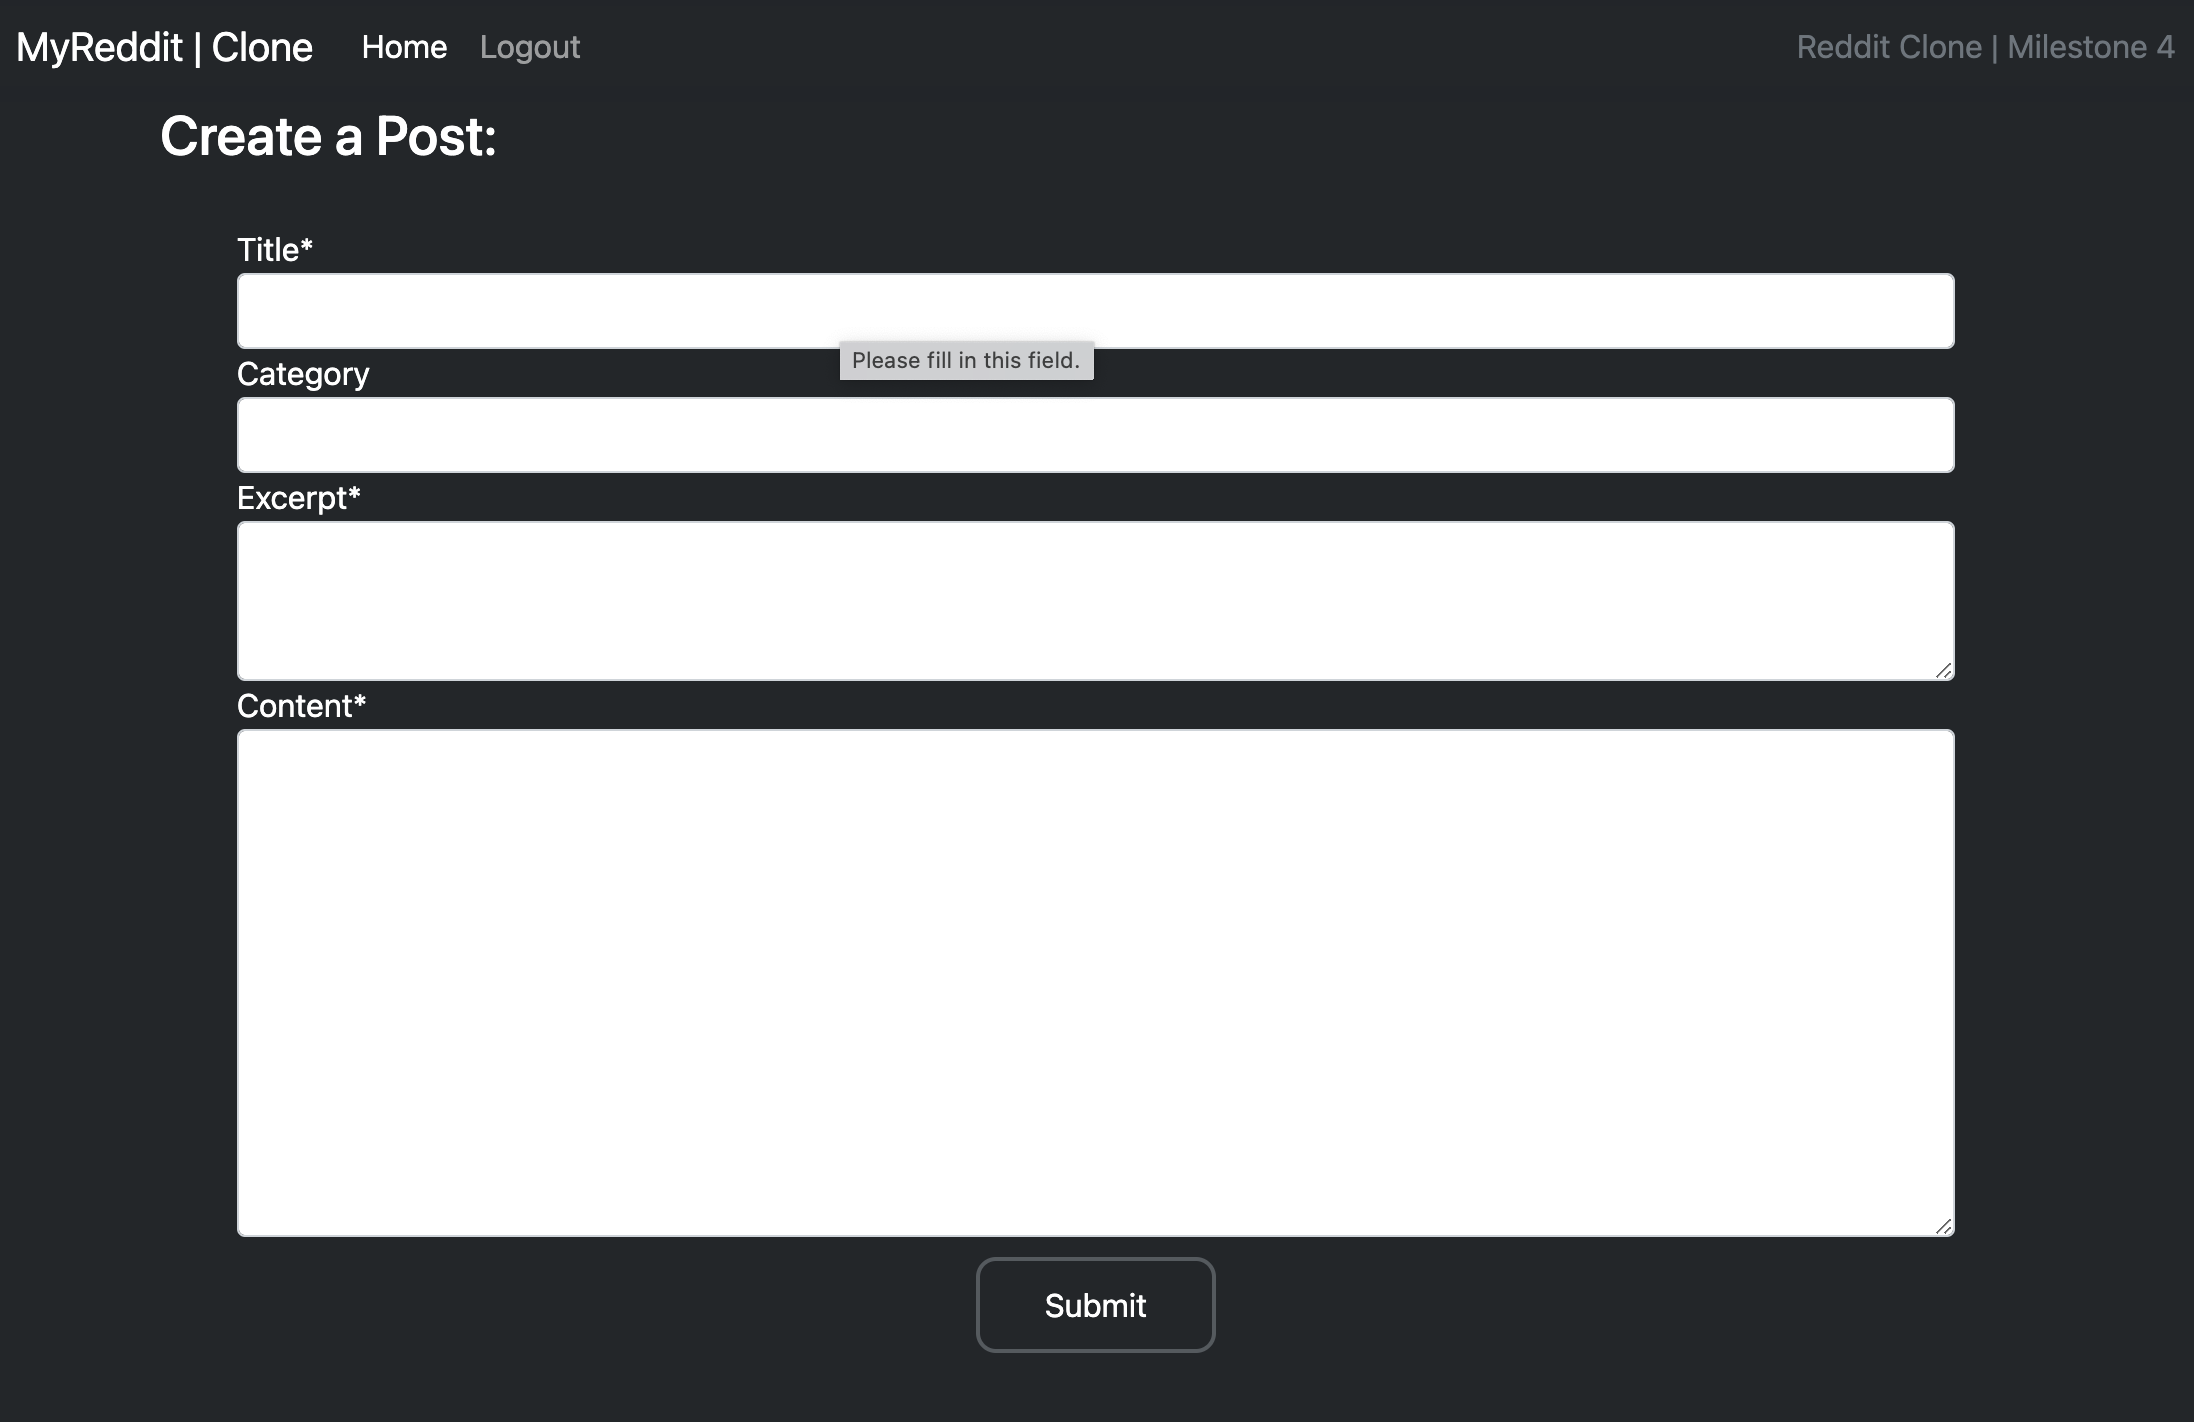 MyReddit | Clone Home Logout Reddit Clone | Milestone 4
Create a Post:
Title*
Please fill in this field.
Category
Excerpt*
Content*
Submit